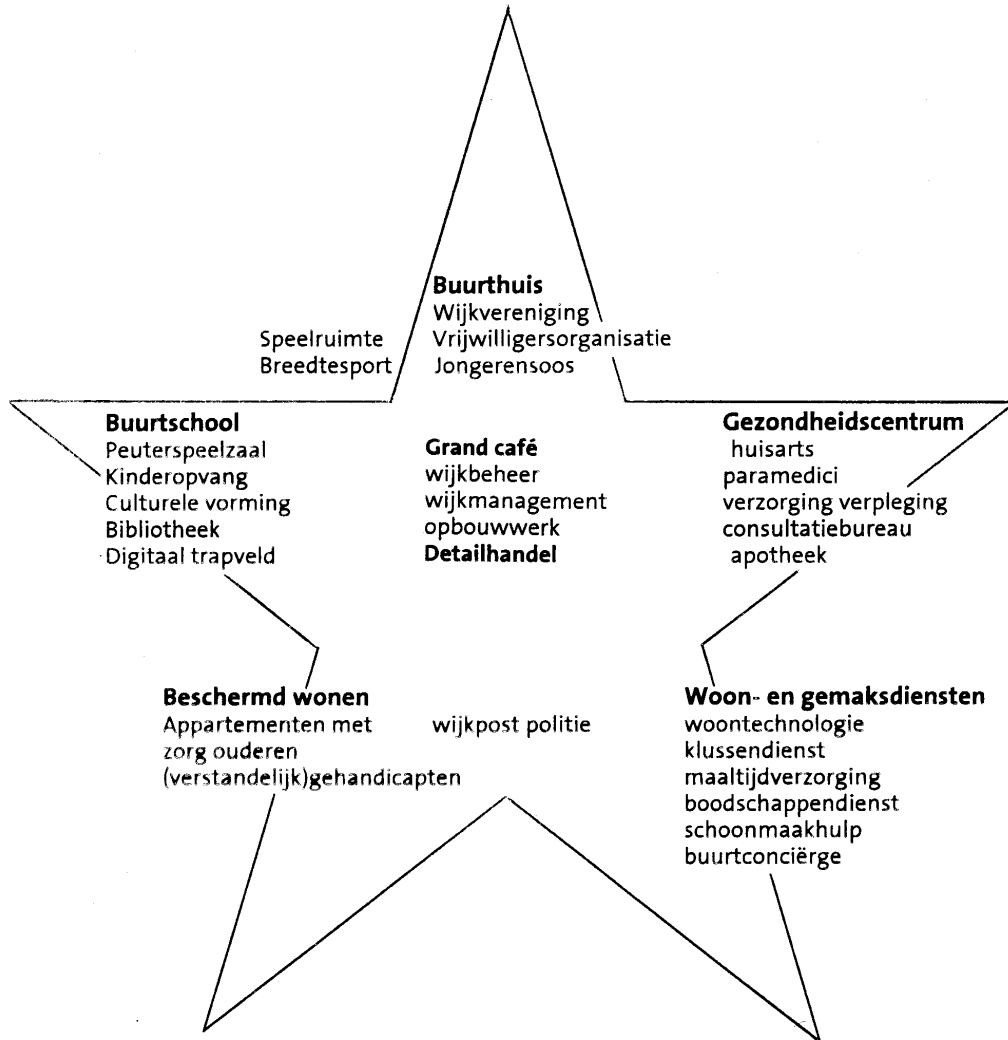 Buurthuis
Wijkvereniging
Vrijwilligersorganisatie
Jongerensoos
Speelruimte
Breedtesport
Buurtschool
Peuterspeelzaal
Kinderopvang
Culturele vorming
Bibliotheek
Digitaal trapveld
Grand café
wijkbeheer
wijkmanagement
opbouwwerk
Detailhandel
Gezondheidscentrum
huisarts
paramedici
verzorging verpleging
consultatiebureau
apotheek
Beschermd wonen
Appartementen met
zorg ouderen
(verstandelijk)gehandicapten
wijkpost politie
Woon- en gemaksdiensten
woontechnologie
klussendienst
maaltijdverzorging
boodschappendienst
schoonmaakhulp
buurtconciërge